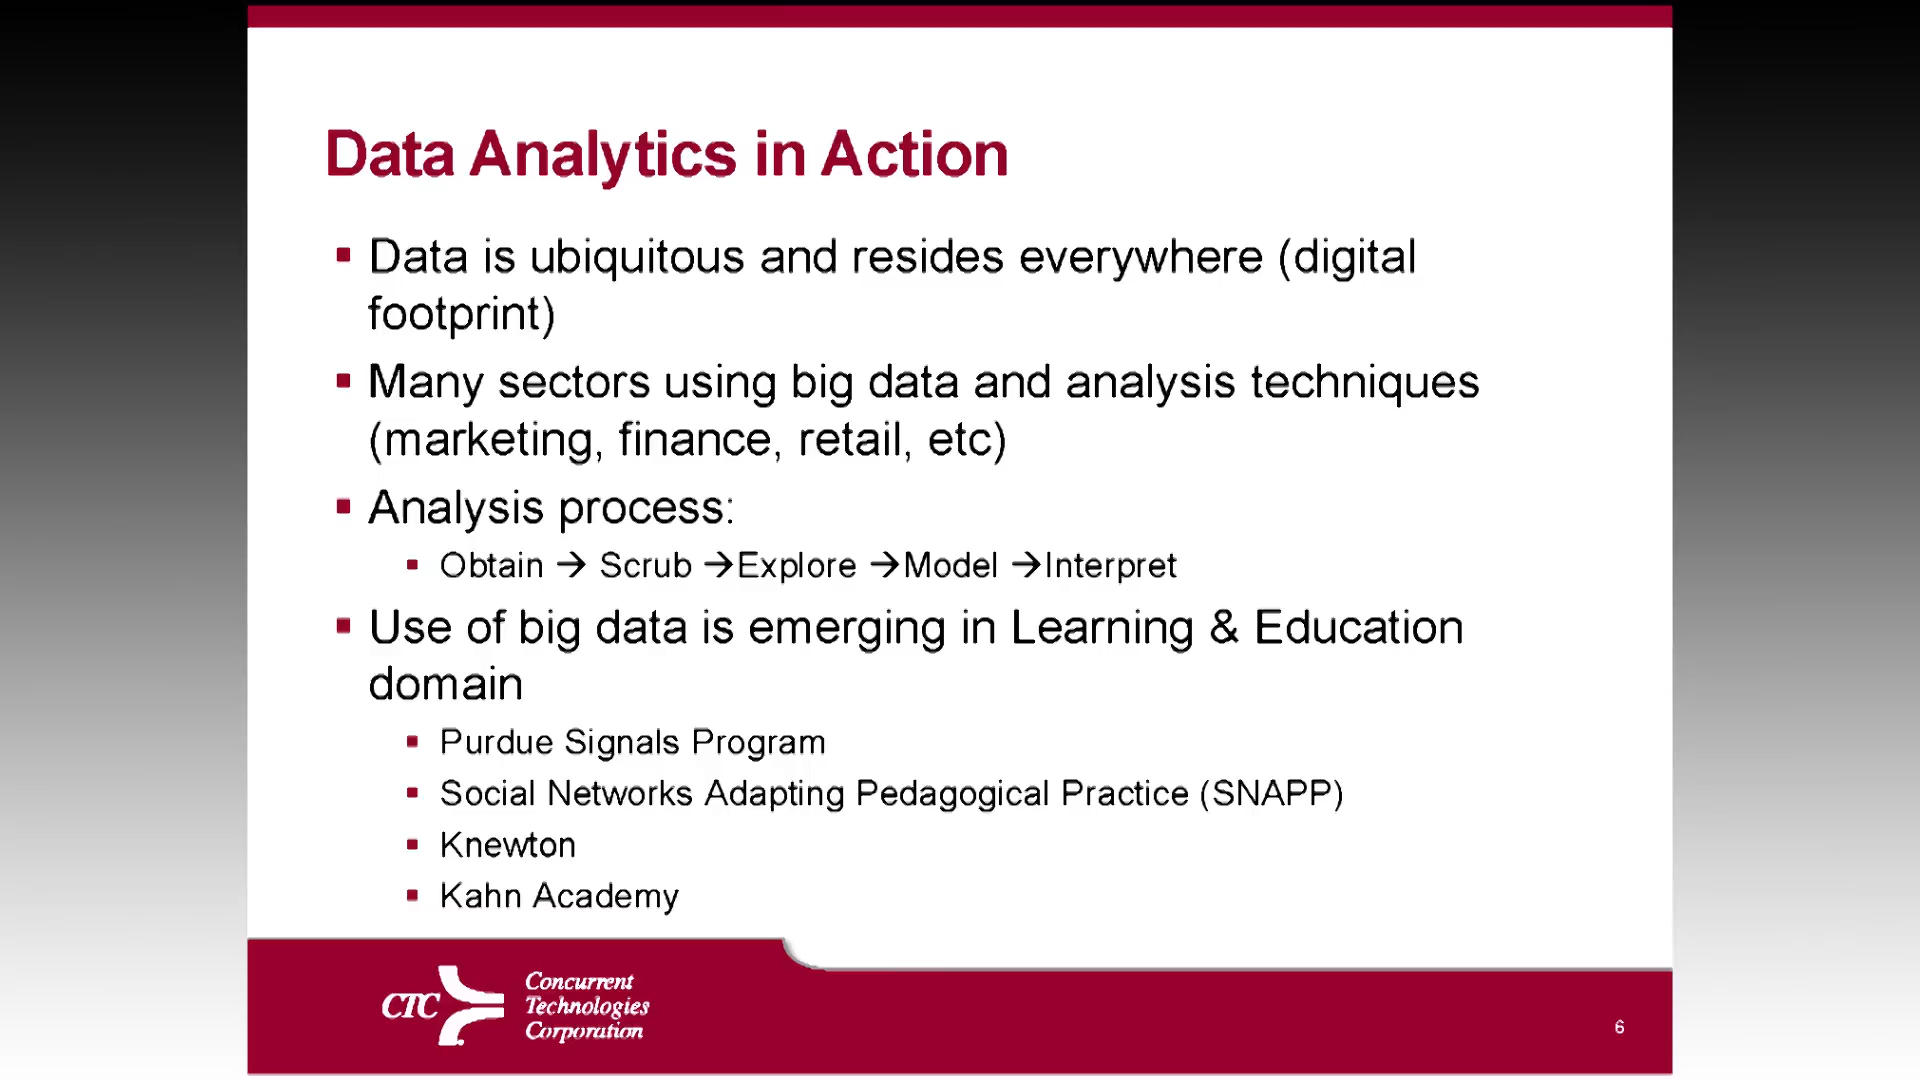 Data Analytics in Action
▪ Data is ubiquitous and resides everywhere (digital
footprint)
▪ Many sectors using big data and analysis techniques
(marketing, finance, retail, etc)
▪ Analysis process:
▪ Obtain → Scrub →Explore →Model →Interpret
▪ Use of big data is emerging in Learning & Education
domain
▪ Purdue Signals Program
▪ Social Networks Adapting Pedagogical Practice (SNAPP)
▪ Knewton
▪ Kahn Academy
CTC
Concurrent
Technologies
Corporation
6